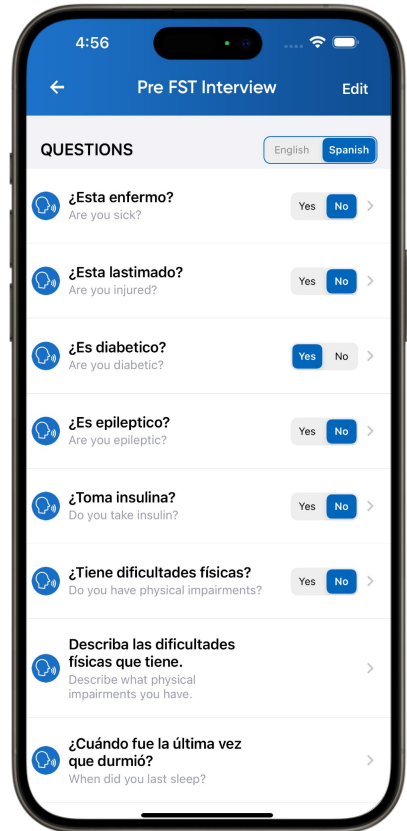 4:56
Pre FST Interview
Edit
QUESTIONS
English
Spanish
¿Esta enfermo?
Are you sick?
Yes
No
¿Esta lastimado?
Are you injured?
Yes
No
¿Es diabetico?
Are you diabetic?
Yes
No
¿Es epileptico?
Are you epileptic?
Yes
No
¿Toma insulina?
Do you take insulin?
Yes
No
¿Tiene dificultades físicas?
Do you have physical impairments?
Yes
No
Describa las dificultades
físicas que tiene.
Describe what physical
impairments you have.
¿Cuándo fue la última vez
que durmió?
When did you last sleep?